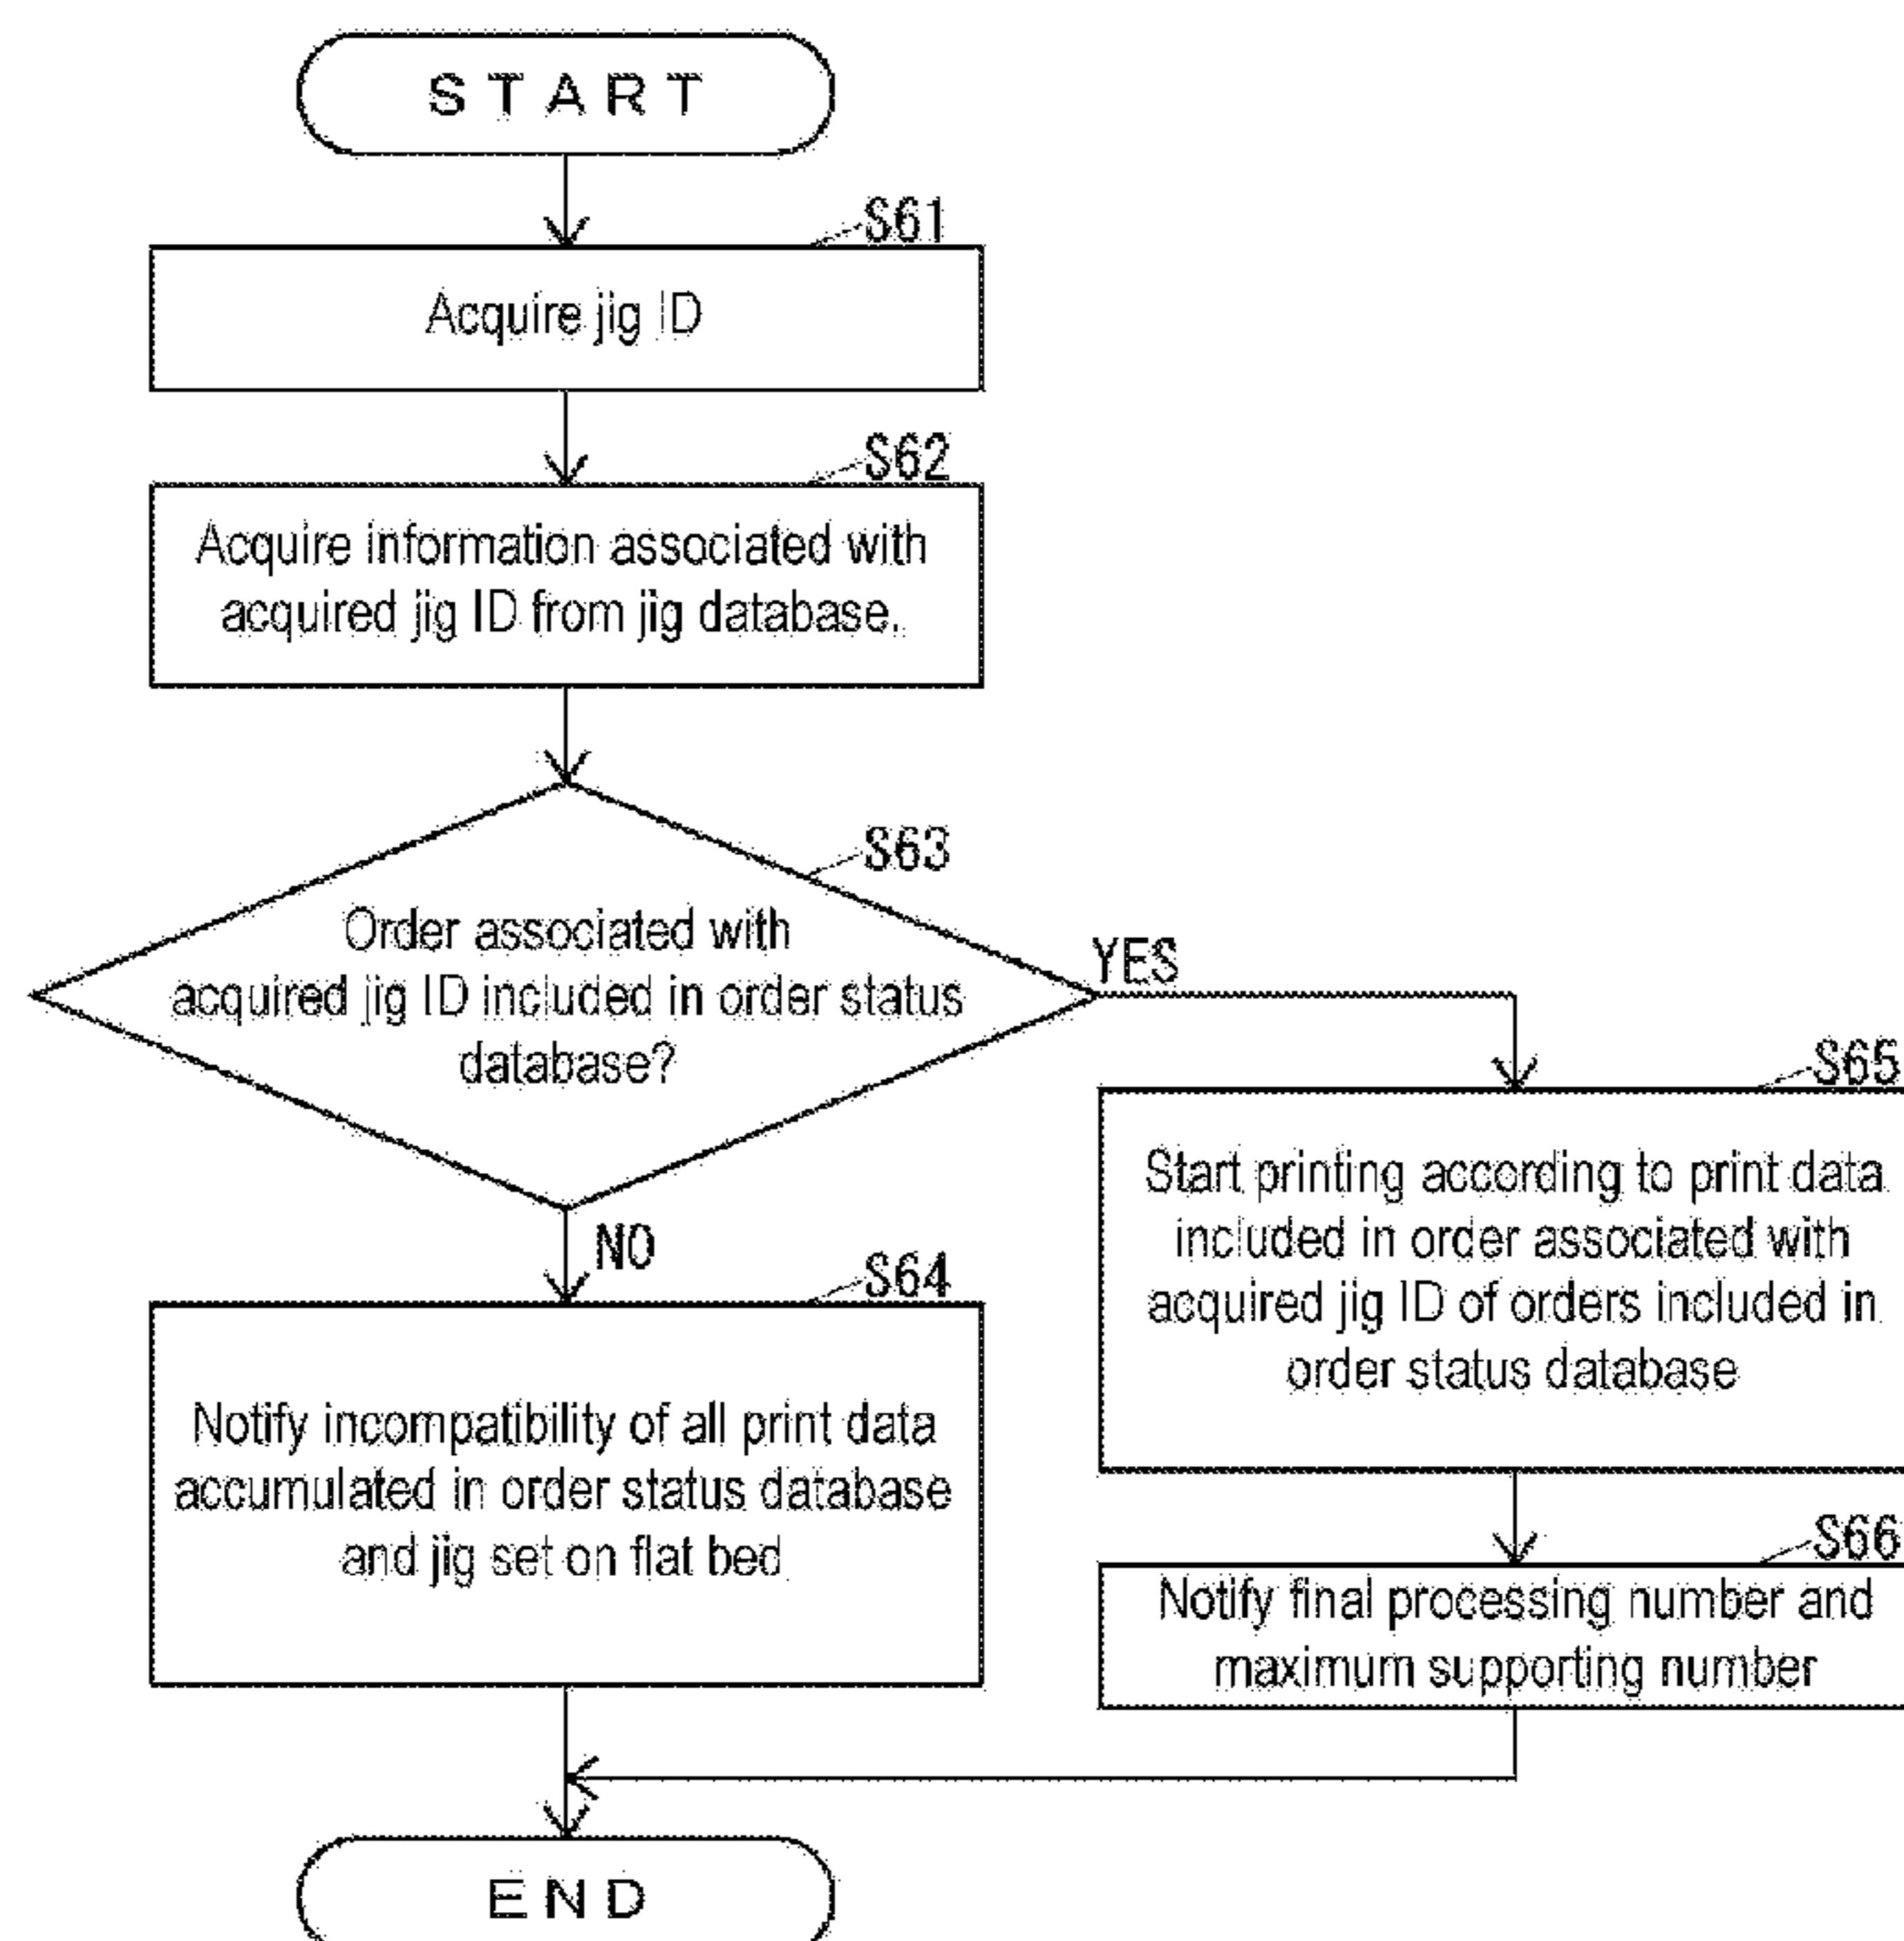 START
S61
Acquire jig ID
S62
Acquire information associated with
acquired jig ID from jig database.
S63
Order associated with
acquired jig ID included in order status
database?
YES
NO
S64
Notify incompatibility of all print data
accumulated in order status database
and jig set on flat bed
S65
Start printing according to print data
included in order associated with
acquired jig ID of orders included in
order status database
S66
Notify final processing number and
maximum supporting number
END